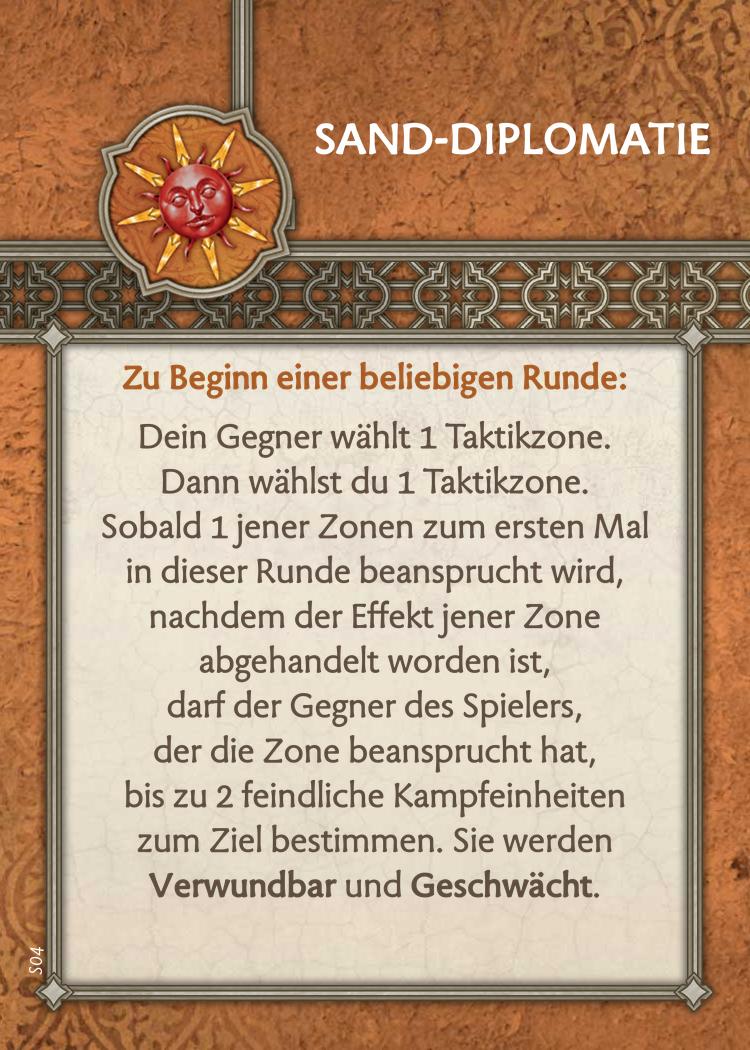 SAND-DIPLOMATIE
Zu Beginn einer beliebigen Runde:
Dein Gegner wählt 1 Taktikzone.
Dann wählst du 1 Taktikzone.
Sobald 1 jener Zonen zum ersten Mal
in dieser Runde beansprucht wird,
nachdem der Effekt jener Zone
abgehandelt worden ist,
darf der Gegner des Spielers,
der die Zone beansprucht hat,
bis zu 2 feindliche Kampfeinheiten
zum Ziel bestimmen. Sie werden
Verwundbar und Geschwächt.
S04